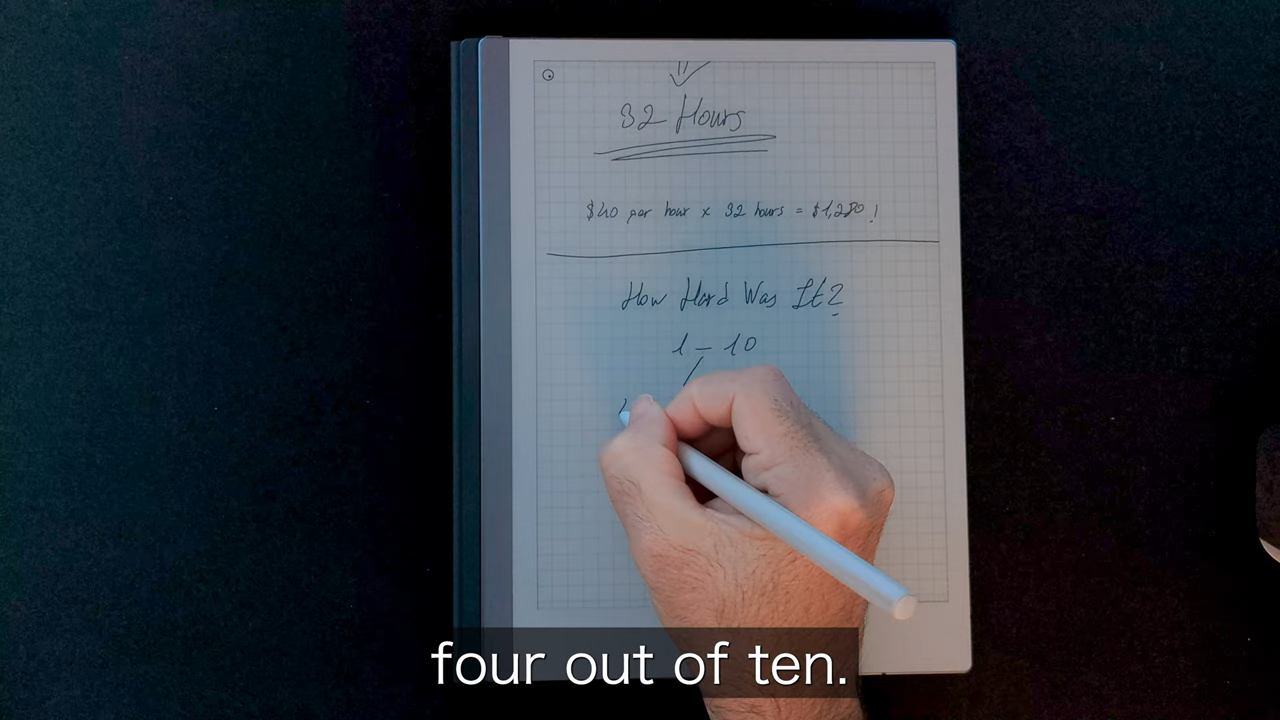 32 Hours
$40 per hour x 32 hours = $1,280!
How Hard Was It?
1 – 10
four out of ten.